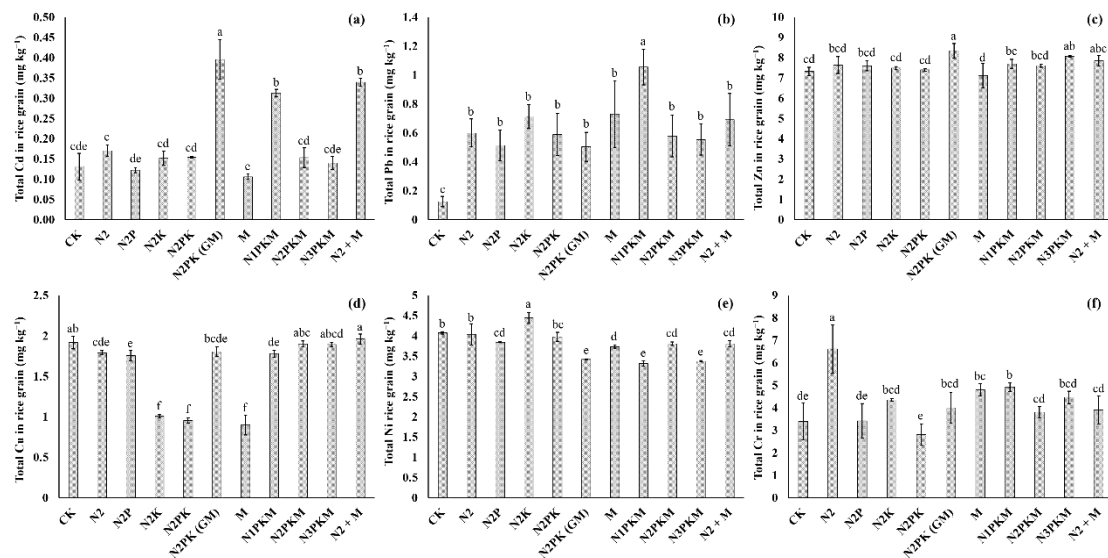 (a)
Total Cd in rice grain (mg kg⁻¹)
0.50
0.45
0.40
0.35
0.30
0.25
0.20
0.15
0.10
0.05
0.00
cde c de cd cd a e b cd cd b
CK N2 N2P N2K N2PK N2PK (GM) M N1PKM N2PKM N3PKM N2 + M
(b)
Total Pb in rice grain (mg kg⁻¹)
1.4
1.2
1
0.8
0.6
0.4
0.2
0
c b b b b b b a b b b
CK N2 N2P N2K N2PK N2PK (GM) M N1PKM N2PKM N3PKM N2 + M
(c)
Total Zn in rice grain (mg kg⁻¹)
10
9
8
7
6
5
4
3
2
1
0
cd bcd bcd cd cd a d bc bcd ab abc
CK N2 N2P N2K N2PK N2PK (GM) M N1PKM N2PKM N3PKM N2 + M
(d)
Total Cu in rice grain (mg kg⁻¹)
2.5
2
1.5
1
0.5
0
ab cde e f f bcde f de abc abcd a
CK N2 N2P N2K N2PK N2PK (GM) M N1PKM N2PKM N3PKM N2 + M
(e)
Total Ni in rice grain (mg kg⁻¹)
5
4.5
4
3.5
3
2.5
2
1.5
1
0.5
0
b b cd a bc e d e cd e cd
CK N2 N2P N2K N2PK N2PK (GM) M N1PKM N2PKM N3PKM N2 + M
(f)
Total Cr in rice grain (mg kg⁻¹)
9
8
7
6
5
4
3
2
1
0
de a de bcd e bcd bc b cd bcd cd
CK N2 N2P N2K N2PK N2PK (GM) M N1PKM N2PKM N3PKM N2 + M